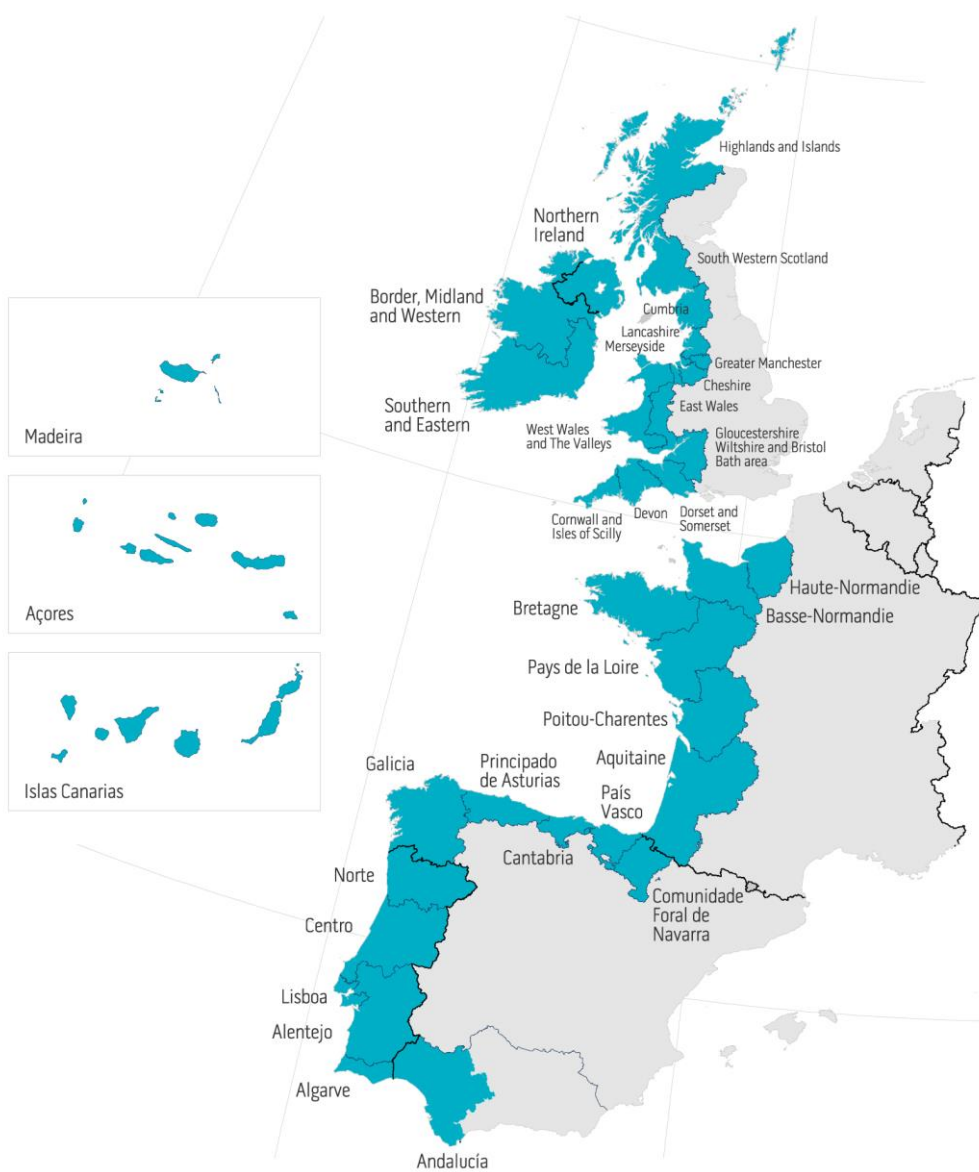 Highlands and Islands
Northern
Ireland
South Western Scotland
Border, Midland
and Western
Cumbria
Lancashire
Merseyside
Greater Manchester
Cheshire
East Wales
Southern
and Eastern
West Wales
and The Valleys
Gloucestershire
Wiltshire and Bristol
Bath area
Cornwall and
Isles of Scilly
Devon
Dorset and
Somerset
Madeira
Açores
Islas Canarias
Haute-Normandie
Basse-Normandie
Bretagne
Pays de la Loire
Poitou-Charentes
Aquitaine
Galicia
Principado
de Asturias
País
Vasco
Cantabria
Comunidade
Foral de
Navarra
Norte
Centro
Lisboa
Alentejo
Algarve
Andalucía